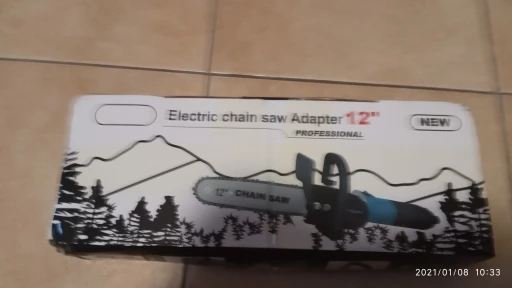 Electric chain saw Adapter 12"
PROFESSIONAL
NEW
12" CHAIN SAW
2021/01/08 10:33